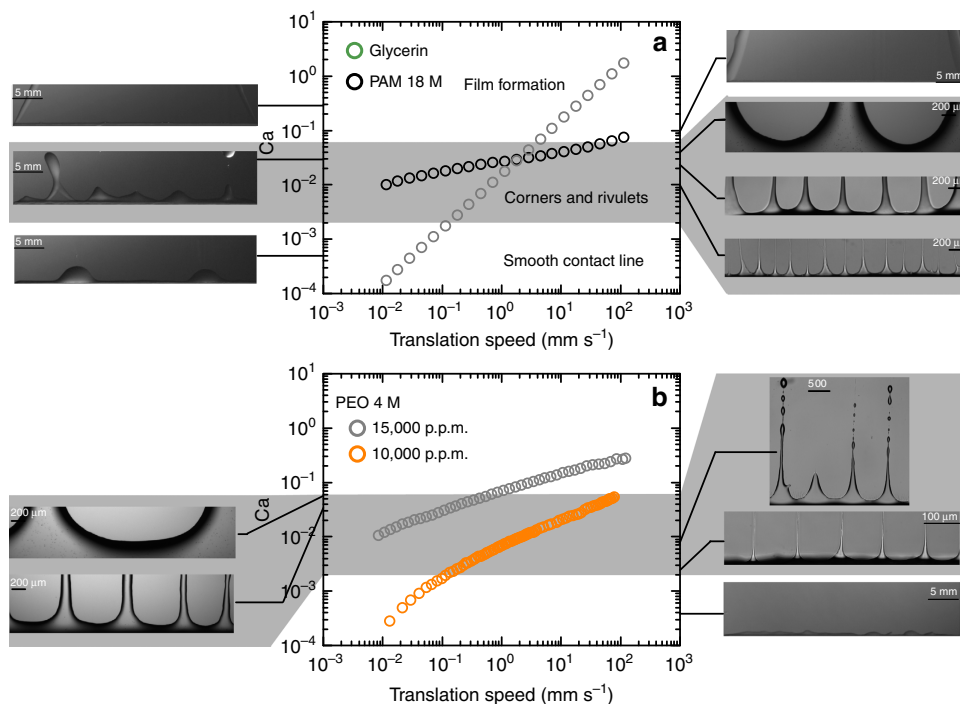 a
Glycerin
PAM 18 M
Film formation
Corners and rivulets
Smooth contact line
Ca
10¹
10⁰
10⁻¹
10⁻²
10⁻³
10⁻⁴
10⁻³ 10⁻² 10⁻¹ 10⁰ 10¹ 10² 10³
Translation speed (mm s⁻¹)
5 mm
5 mm
5 mm
5 mm
200 μm
200 μm
200 μm
b
PEO 4 M
15,000 p.p.m.
10,000 p.p.m.
Ca
10¹
10⁰
10⁻¹
10⁻²
10⁻³
10⁻⁴
10⁻³ 10⁻² 10⁻¹ 10⁰ 10¹ 10² 10³
Translation speed (mm s⁻¹)
200 μm
200 μm
500
100 μm
5 mm